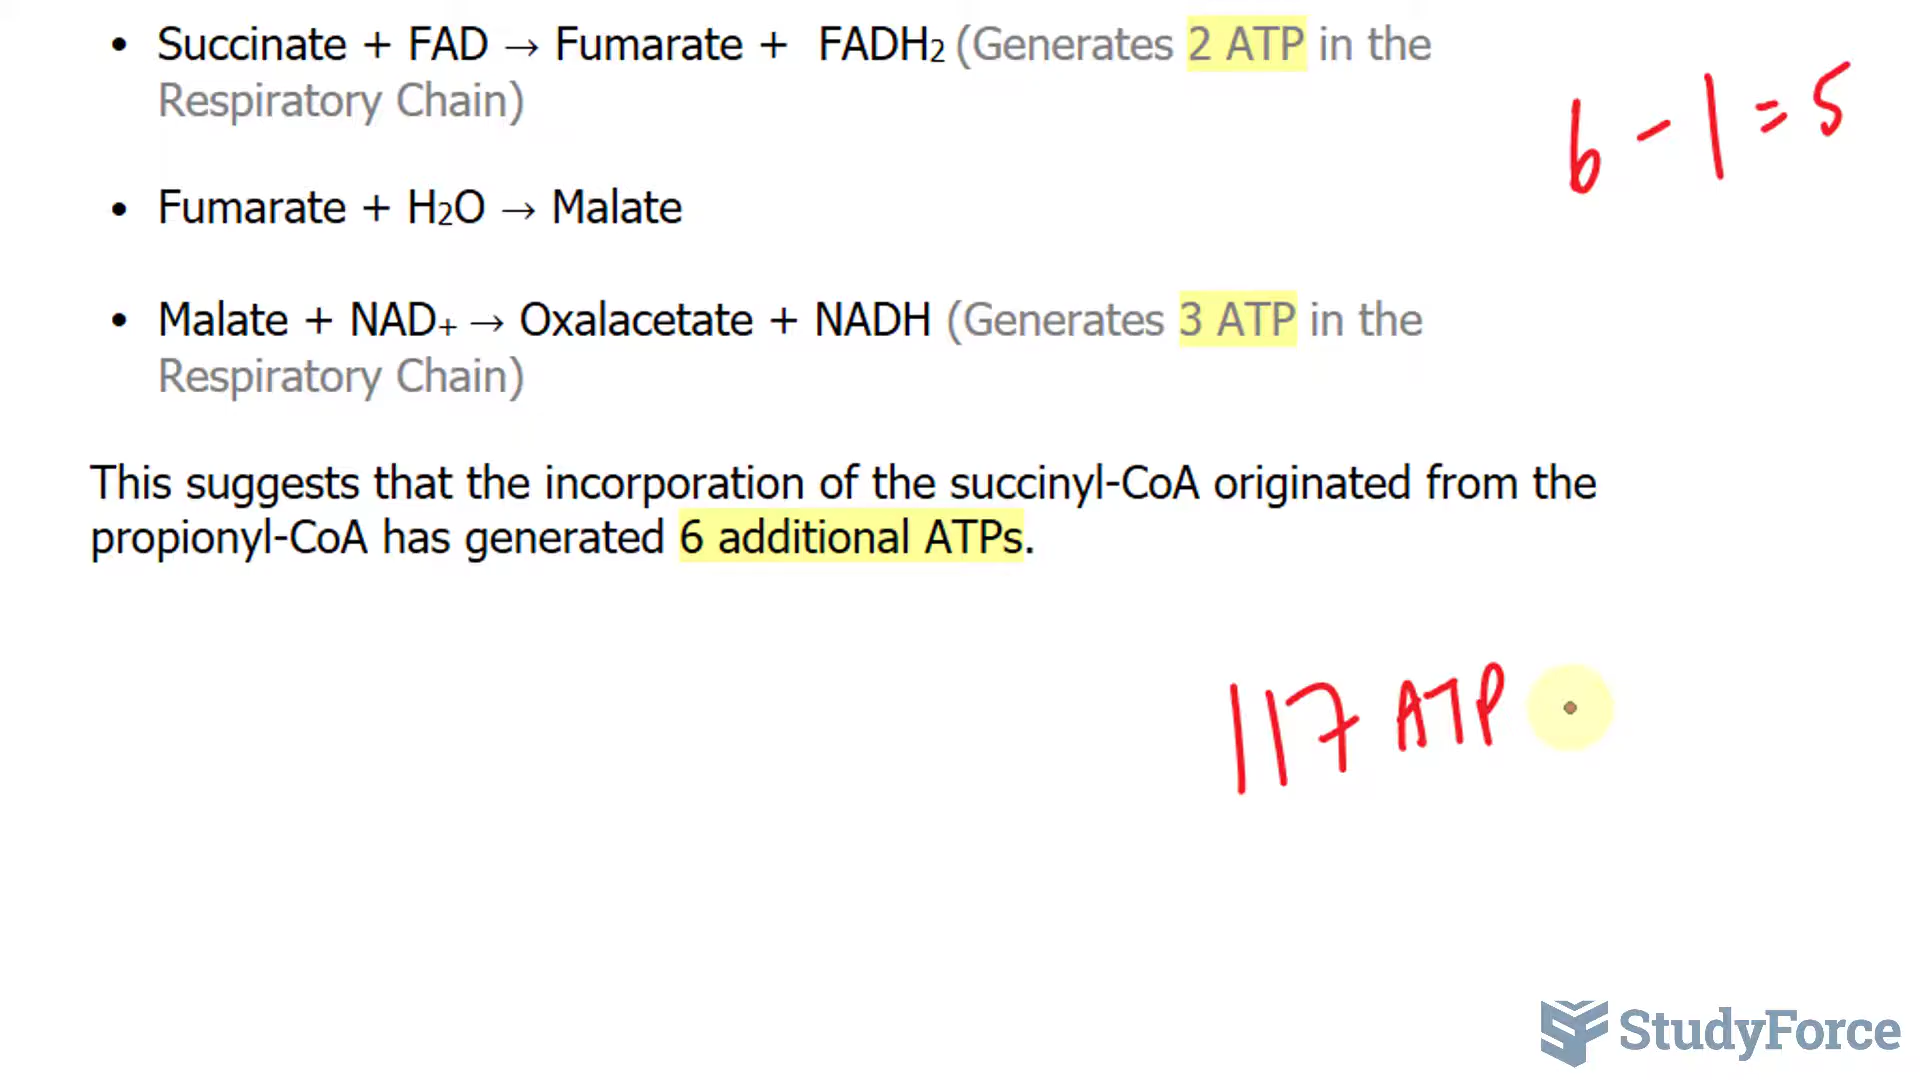 • Succinate + FAD → Fumarate + FADH2 (Generates 2 ATP in the
Respiratory Chain)
6 - 1 = 5
• Fumarate + H2O → Malate
• Malate + NAD+ → Oxalacetate + NADH (Generates 3 ATP in the
Respiratory Chain)
This suggests that the incorporation of the succinyl-CoA originated from the
propionyl-CoA has generated 6 additional ATPs.
117 ATP
StudyForce